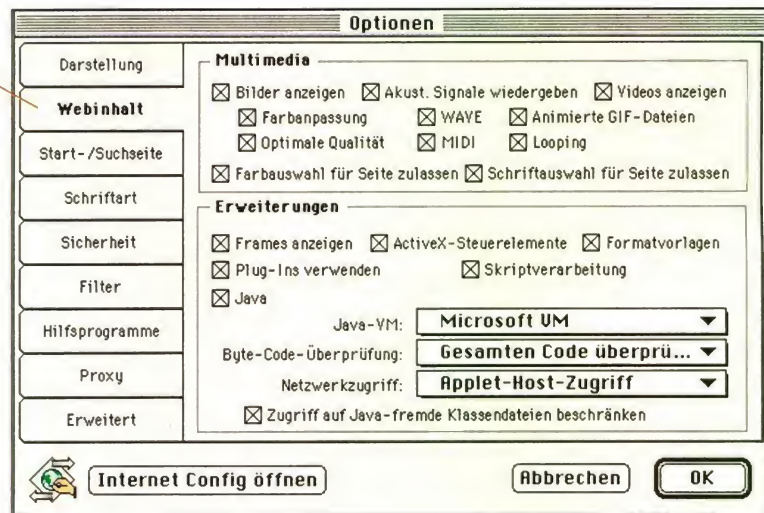 Optionen
Darstellung
Webinhalt
Start-/Suchseite
Schriftart
Sicherheit
Filter
Hilfsprogramme
Proxy
Erweitert
Multimedia
Bilder anzeigen Akust. Signale wiedergeben Videos anzeigen
Farbanpassung WAVE Animierte GIF-Dateien
Optimale Qualität MIDI Looping
Farbauswahl für Seite zulassen Schriftauswahl für Seite zulassen
Erweiterungen
Frames anzeigen ActiveX-Steuerelemente Formatvorlagen
Plug-Ins verwenden Skriptverarbeitung
Java
Java-VM: Microsoft VM
Byte-Code-Überprüfung: Gesamten Code überprü...
Netzwerkzugriff: Applet-Host-Zugriff
Zugriff auf Java-fremde Klassendateien beschränken
Internet Config öffnen Abbrechen OK